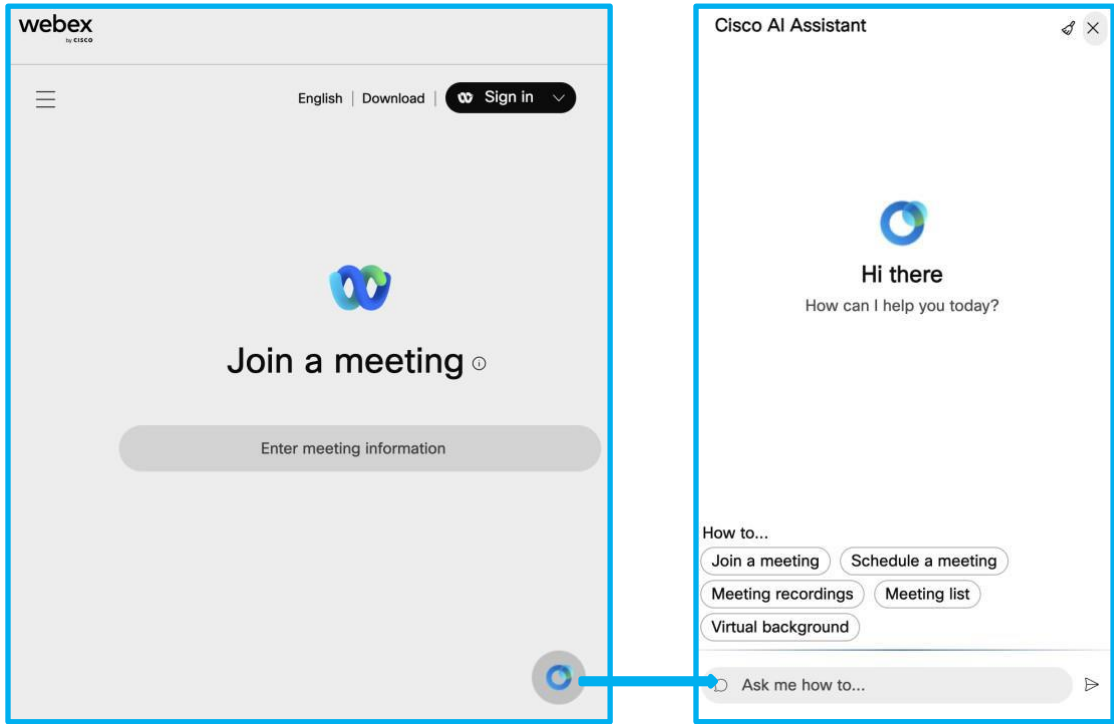 webex
by CISCO
English | Download | Sign in
Join a meeting
Enter meeting information
Cisco AI Assistant
Hi there
How can I help you today?
How to...
Join a meeting Schedule a meeting
Meeting recordings Meeting list
Virtual background
Ask me how to...